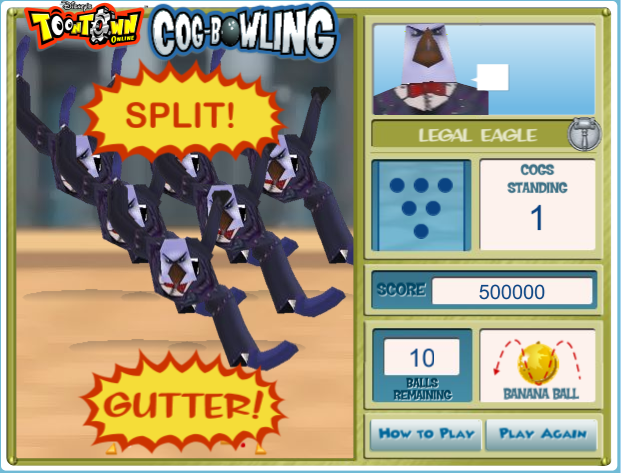 Disney's
TOONTOWN
ONLINE
COG-BOWLING
SPLIT!
LEGAL EAGLE
COGS
STANDING
1
SCORE
500000
10
BALLS
REMAINING
BANANA BALL
GUTTER!
HOW TO PLAY
PLAY AGAIN